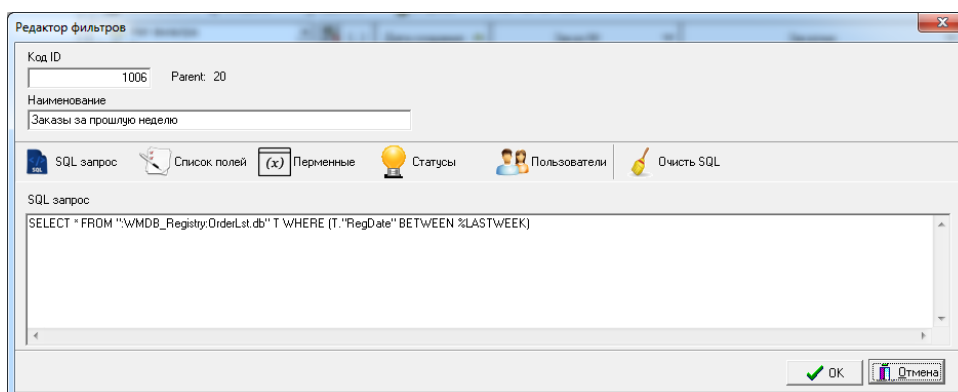 Редактор фильтров
Код ID
1006 Parent: 20
Наименование
Заказы за прошлую неделю
SQL запрос Список полей (x) Перменные Статусы Пользователи Очисть SQL
SQL запрос
SELECT * FROM ":WMDB_Registry:OrderLst.db" T WHERE (T."RegDate" BETWEEN %LASTWEEK)
OK Отмена